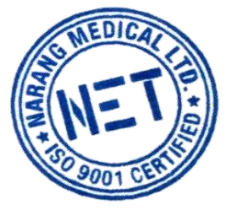 NARANG MEDICAL LTD.
NET
★ ISO 9001 CERTIFIED ★